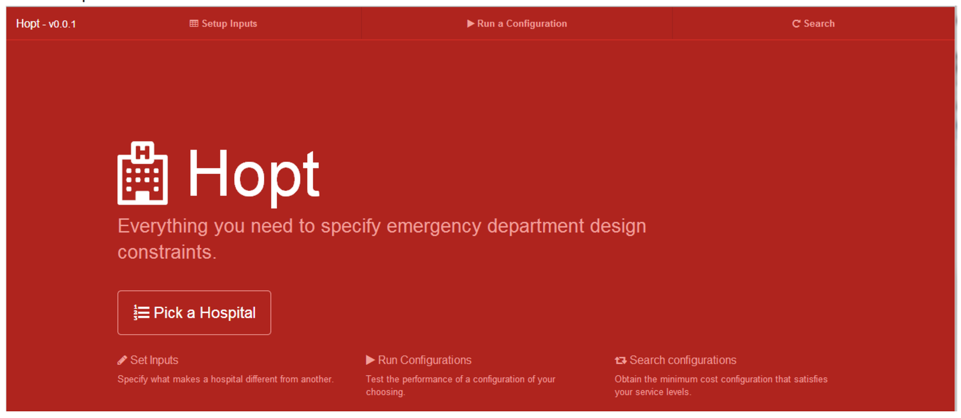 Hopt - v0.0.1 Setup Inputs Run a Configuration Search
H Hopt
Everything you need to specify emergency department design
constraints.
Pick a Hospital
Set Inputs Run Configurations Search configurations
Specify what makes a hospital different from another. Test the performance of a configuration of your Obtain the minimum cost configuration that satisfies
choosing. your service levels.